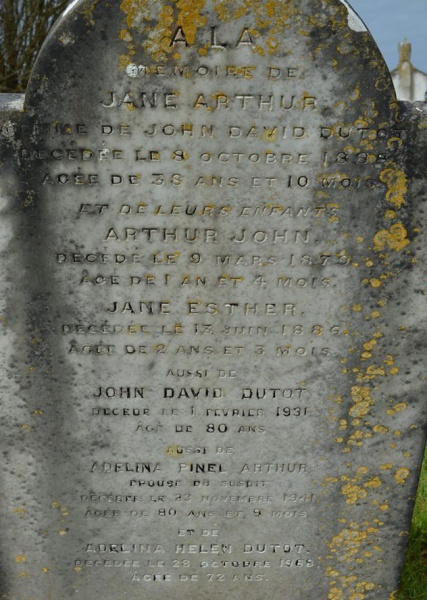 A LA
MEMOIRE DE
JANE ARTHUR
DE JOHN DAVID DUTOT
DECEDEE LE 8 OCTOBRE
AGEE DE 38 ANS ET 10 MOIS
ET DE LEURS ENFANTS
ARTHUR JOHN.
DECEDE LE 9 MARS 1879
AGE DE 1 AN ET 4 MOIS.
JANE ESTHER.
DECEDEE LE 13 JUIN 1886
AGEE DE 2 ANS ET 3 MOIS
AUSSI DE
JOHN DAVID DUTOT
DECEDE LE 1 FEVRIER 1931
AGE DE 80 ANS
AUSSI DE
ADELINA PINEL ARTHUR
EPOUSE DU SUSDIT
DECEDEE LE 23 NOVEMBRE 1941
AGEE DE 80 ANS ET 9 MOIS
ET DE
ADELINA HELEN DUTOT.
DECEDEE LE 28 OCTOBRE 1968
AGEE DE 72 ANS.